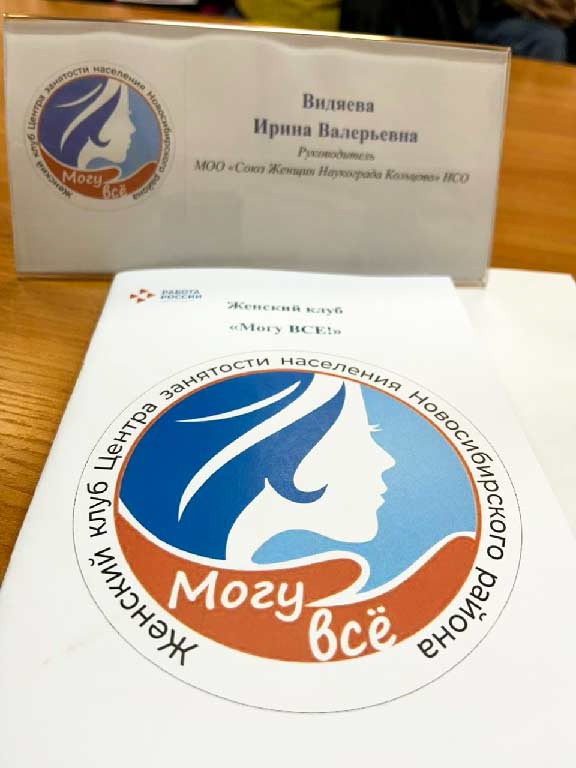 Женский клуб Центра занятости населения Новосибирского района
Могу
всё
Видяева
Ирина Валерьевна
Руководитель
МОО «Союз Женщин Наукограда Кольцово» НСО
РАБОТА
РОССИИ
Женский клуб
«Могу ВСЕ!»
Женский клуб Центра занятости населения Новосибирского района
Могу
всё